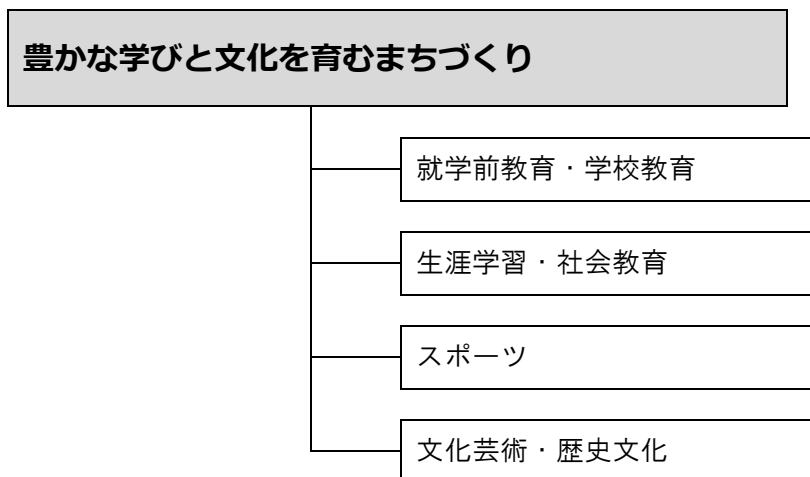 豊かな学びと文化を育むまちづくり
就学前教育・学校教育
生涯学習・社会教育
スポーツ
文化芸術・歴史文化